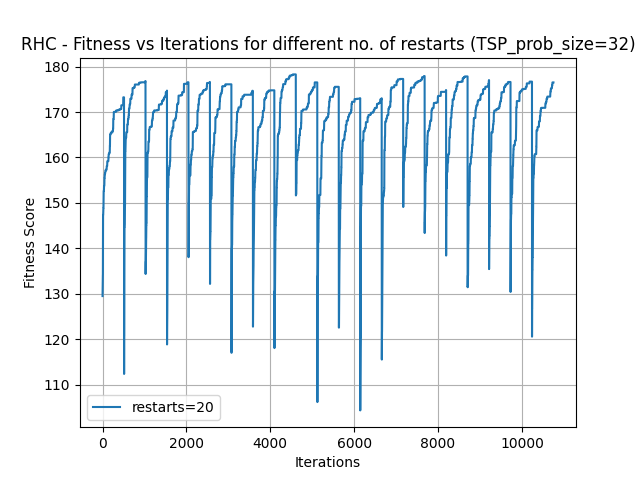 RHC - Fitness vs Iterations for different no. of restarts (TSP_prob_size=32)
180
170
160
150
140
130
120
110
Fitness Score
restarts=20
0 2000 4000 6000 8000 10000
Iterations